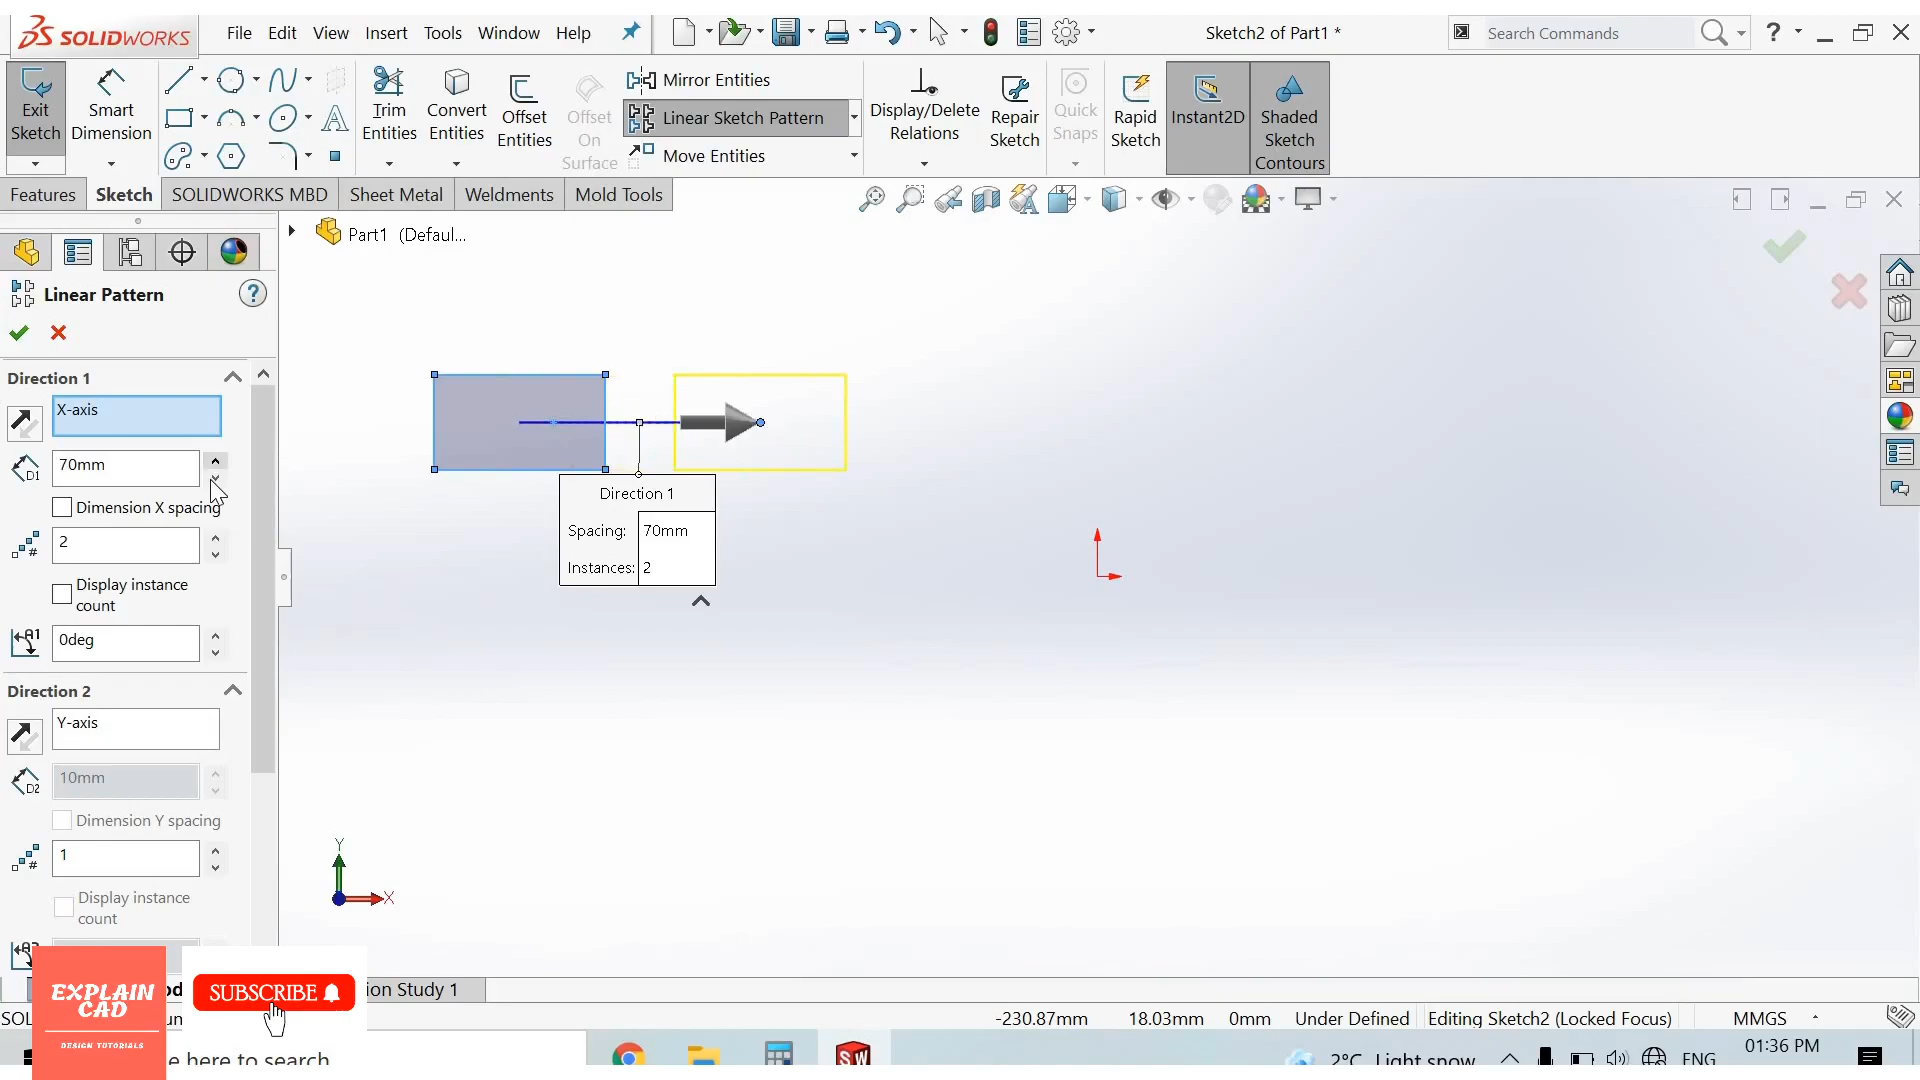 SOLIDWORKS File Edit View Insert Tools Window Help Sketch2 of Part1 * Search Commands ?
Exit Sketch
Smart Dimension
Trim Entities
Convert Entities
Offset Entities
Offset On Surface
Mirror Entities
Linear Sketch Pattern
Move Entities
Display/Delete Relations
Repair Sketch
Quick Snaps
Rapid Sketch
Instant2D
Shaded Sketch Contours
Features Sketch SOLIDWORKS MBD Sheet Metal Weldments Mold Tools
Part1 (Defaul...
Linear Pattern ?
Direction 1
X-axis
D1 70mm
Dimension X spacing
# 2
Display instance
count
A1 0deg
Direction 2
Y-axis
D2 10mm
Dimension Y spacing
# 1
Display instance
count
Direction 1
Spacing: 70mm
Instances: 2
Y
X
EXPLAIN
CAD
DESIGN TUTORIALS
SUBSCRIBE
ion Study 1
-230.87mm 18.03mm 0mm Under Defined Editing Sketch2 (Locked Focus) MMGS
e here to search
2°C Light snow ENG
01:36 PM